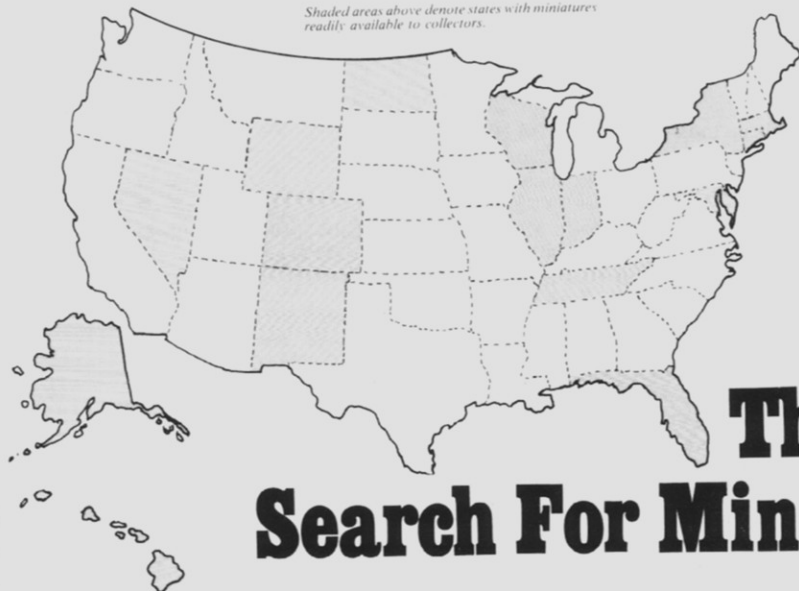 Shaded areas above denote states with miniatures
readily available to collectors.
Th
Search For Min